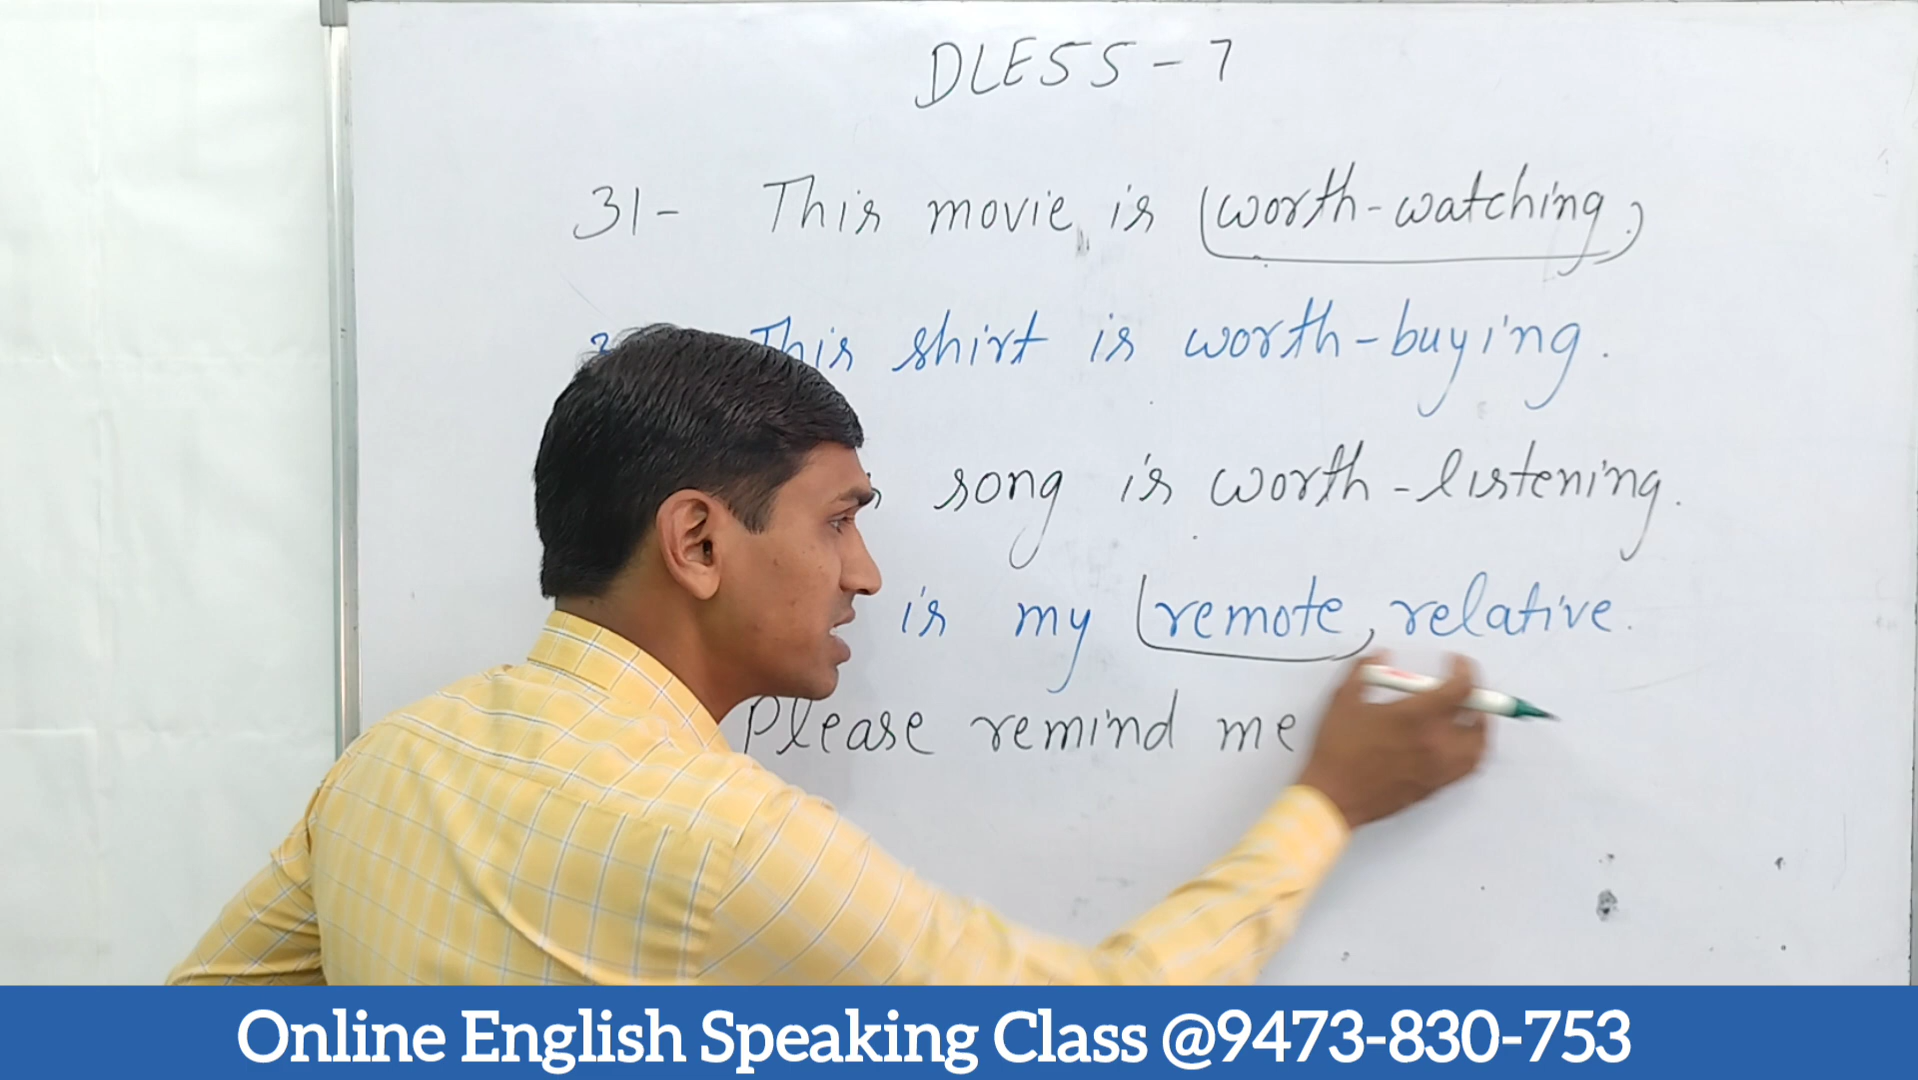 DLESS - 7
31- This movie is worth-watching.
This shirt is worth-buying.
song is worth-listening.
is my remote relative.
Please remind me
Online English Speaking Class @9473-830-753